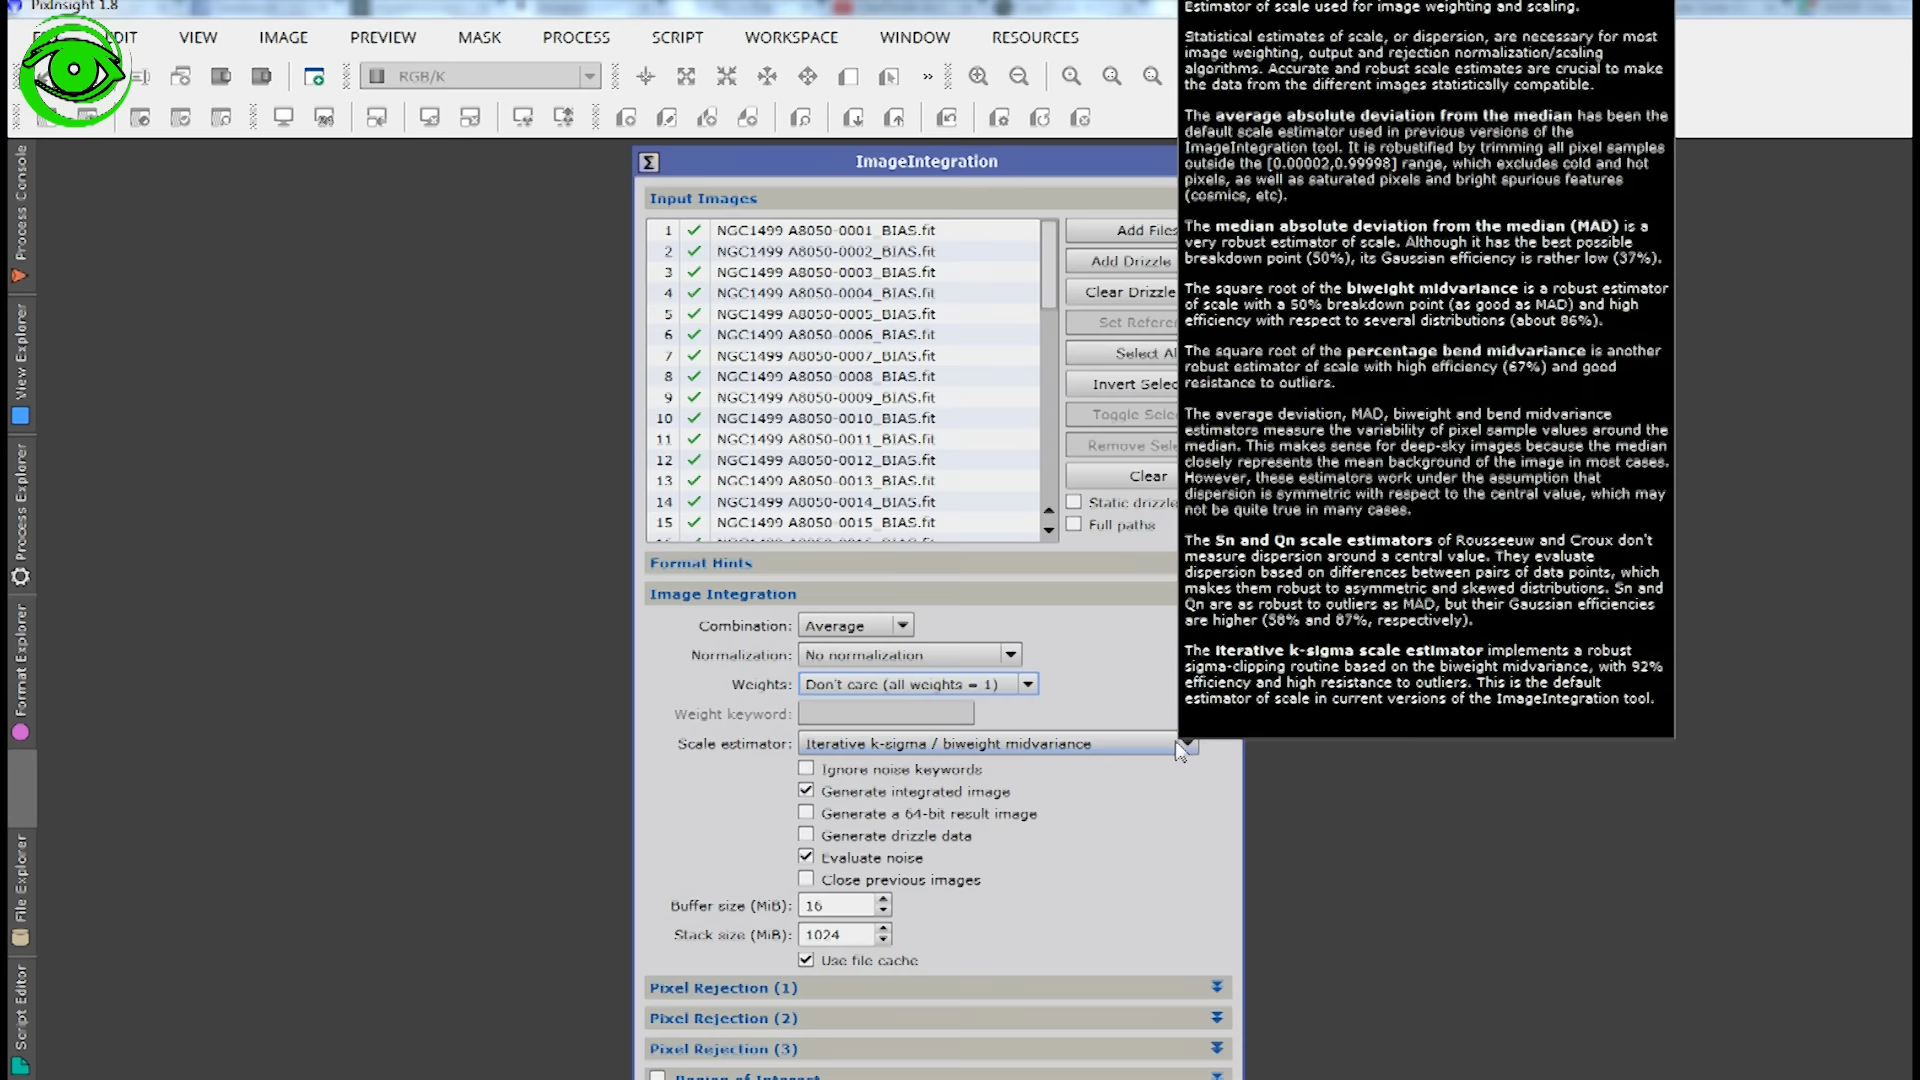 PixInsight 1.8
EDIT
VIEW
IMAGE
PREVIEW
MASK
PROCESS
SCRIPT
WORKSPACE
WINDOW
RESOURCES
RGB/K
Process Console
View Explorer
Process Explorer
Format Explorer
File Explorer
Script Editor
ImageIntegration
Input Images
1 NGC1499 A8050-0001_BIAS.fit
2 NGC1499 A8050-0002_BIAS.fit
3 NGC1499 A8050-0003_BIAS.fit
4 NGC1499 A8050-0004_BIAS.fit
5 NGC1499 A8050-0005_BIAS.fit
6 NGC1499 A8050-0006_BIAS.fit
7 NGC1499 A8050-0007_BIAS.fit
8 NGC1499 A8050-0008_BIAS.fit
9 NGC1499 A8050-0009_BIAS.fit
10 NGC1499 A8050-0010_BIAS.fit
11 NGC1499 A8050-0011_BIAS.fit
12 NGC1499 A8050-0012_BIAS.fit
13 NGC1499 A8050-0013_BIAS.fit
14 NGC1499 A8050-0014_BIAS.fit
15 NGC1499 A8050-0015_BIAS.fit
Add Files
Add Drizzle
Clear Drizzle
Set Refere
Select Al
Invert Selec
Toggle Selec
Remove Sele
Clear
Static drizzle
Full paths
Format Hints
Image Integration
Combination: Average
Normalization: No normalization
Weights: Don't care (all weights = 1)
Weight keyword:
Scale estimator: Iterative k-sigma / biweight midvariance
Ignore noise keywords
Generate integrated image
Generate a 64-bit result image
Generate drizzle data
Evaluate noise
Close previous images
Buffer size (MiB): 16
Stack size (MiB): 1024
Use file cache
Pixel Rejection (1)
Pixel Rejection (2)
Pixel Rejection (3)
Region of Interest
Estimator of scale used for image weighting and scaling.
Statistical estimates of scale, or dispersion, are necessary for most
image weighting, output and rejection normalization/scaling
algorithms. Accurate and robust scale estimates are crucial to make
the data from the different images statistically compatible.
The average absolute deviation from the median has been the
default scale estimator used in previous versions of the
ImageIntegration tool. It is robustified by trimming all pixel samples
outside the [0.00002,0.99998] range, which excludes cold and hot
pixels, as well as saturated pixels and bright spurious features
(cosmics, etc).
The median absolute deviation from the median (MAD) is a
very robust estimator of scale. Although it has the best possible
breakdown point (50%), its Gaussian efficiency is rather low (37%).
The square root of the biweight midvariance is a robust estimator
of scale with a 50% breakdown point (as good as MAD) and high
efficiency with respect to several distributions (about 86%).
The square root of the percentage bend midvariance is another
robust estimator of scale with high efficiency (67%) and good
resistance to outliers.
The average deviation, MAD, biweight and bend midvariance
estimators measure the variability of pixel sample values around the
median. This makes sense for deep-sky images because the median
closely represents the mean background of the image in most cases.
However, these estimators work under the assumption that
dispersion is symmetric with respect to the central value, which may
not be quite true in many cases.
The Sn and Qn scale estimators of Rousseeuw and Croux don't
measure dispersion around a central value. They evaluate
dispersion based on differences between pairs of data points, which
makes them robust to asymmetric and skewed distributions. Sn and
Qn are as robust to outliers as MAD, but their Gaussian efficiencies
are higher (58% and 87%, respectively).
The iterative k-sigma scale estimator implements a robust
sigma-clipping routine based on the biweight midvariance, with 92%
efficiency and high resistance to outliers. This is the default
estimator of scale in current versions of the ImageIntegration tool.